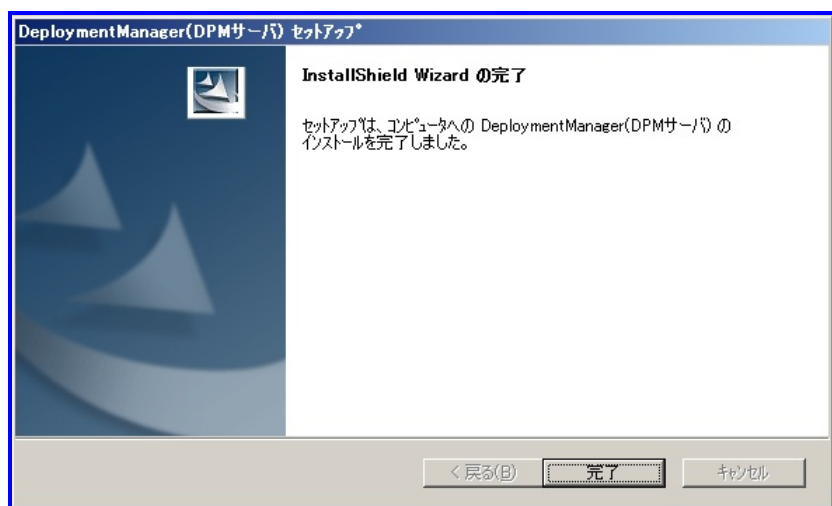 DeploymentManager(DPMサーバ) セットアップ
InstallShield Wizard の完了
セットアップは、コンピュータへの DeploymentManager(DPMサーバ) の
インストールを完了しました。
< 戻る(B)
完了
キャンセル